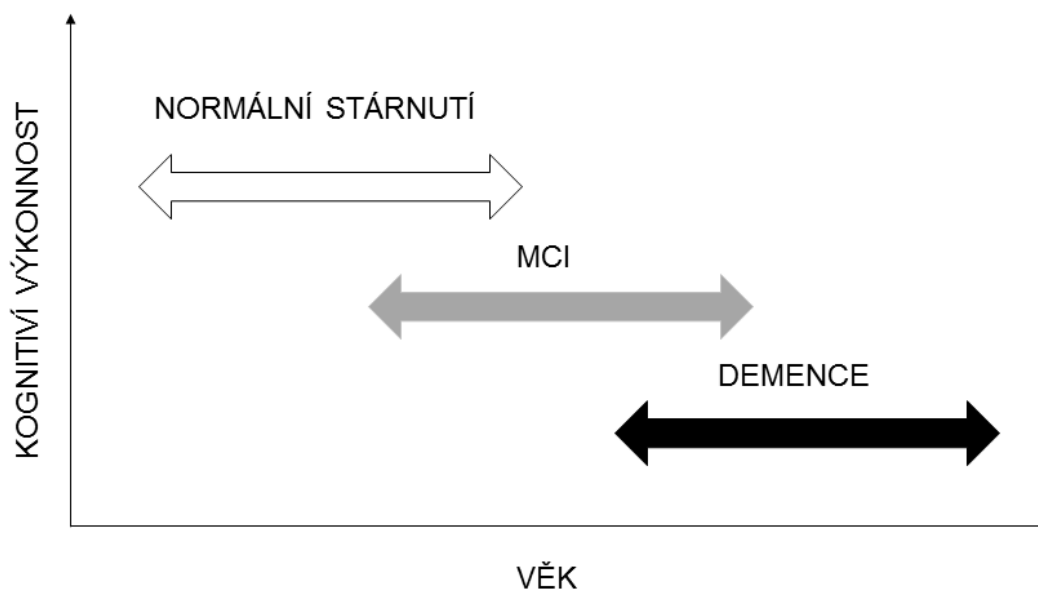 NORMÁLNÍ STÁRNUTÍ
MCI
DEMENCE
KOGNITIVÍ VÝKONNOST
VĚK